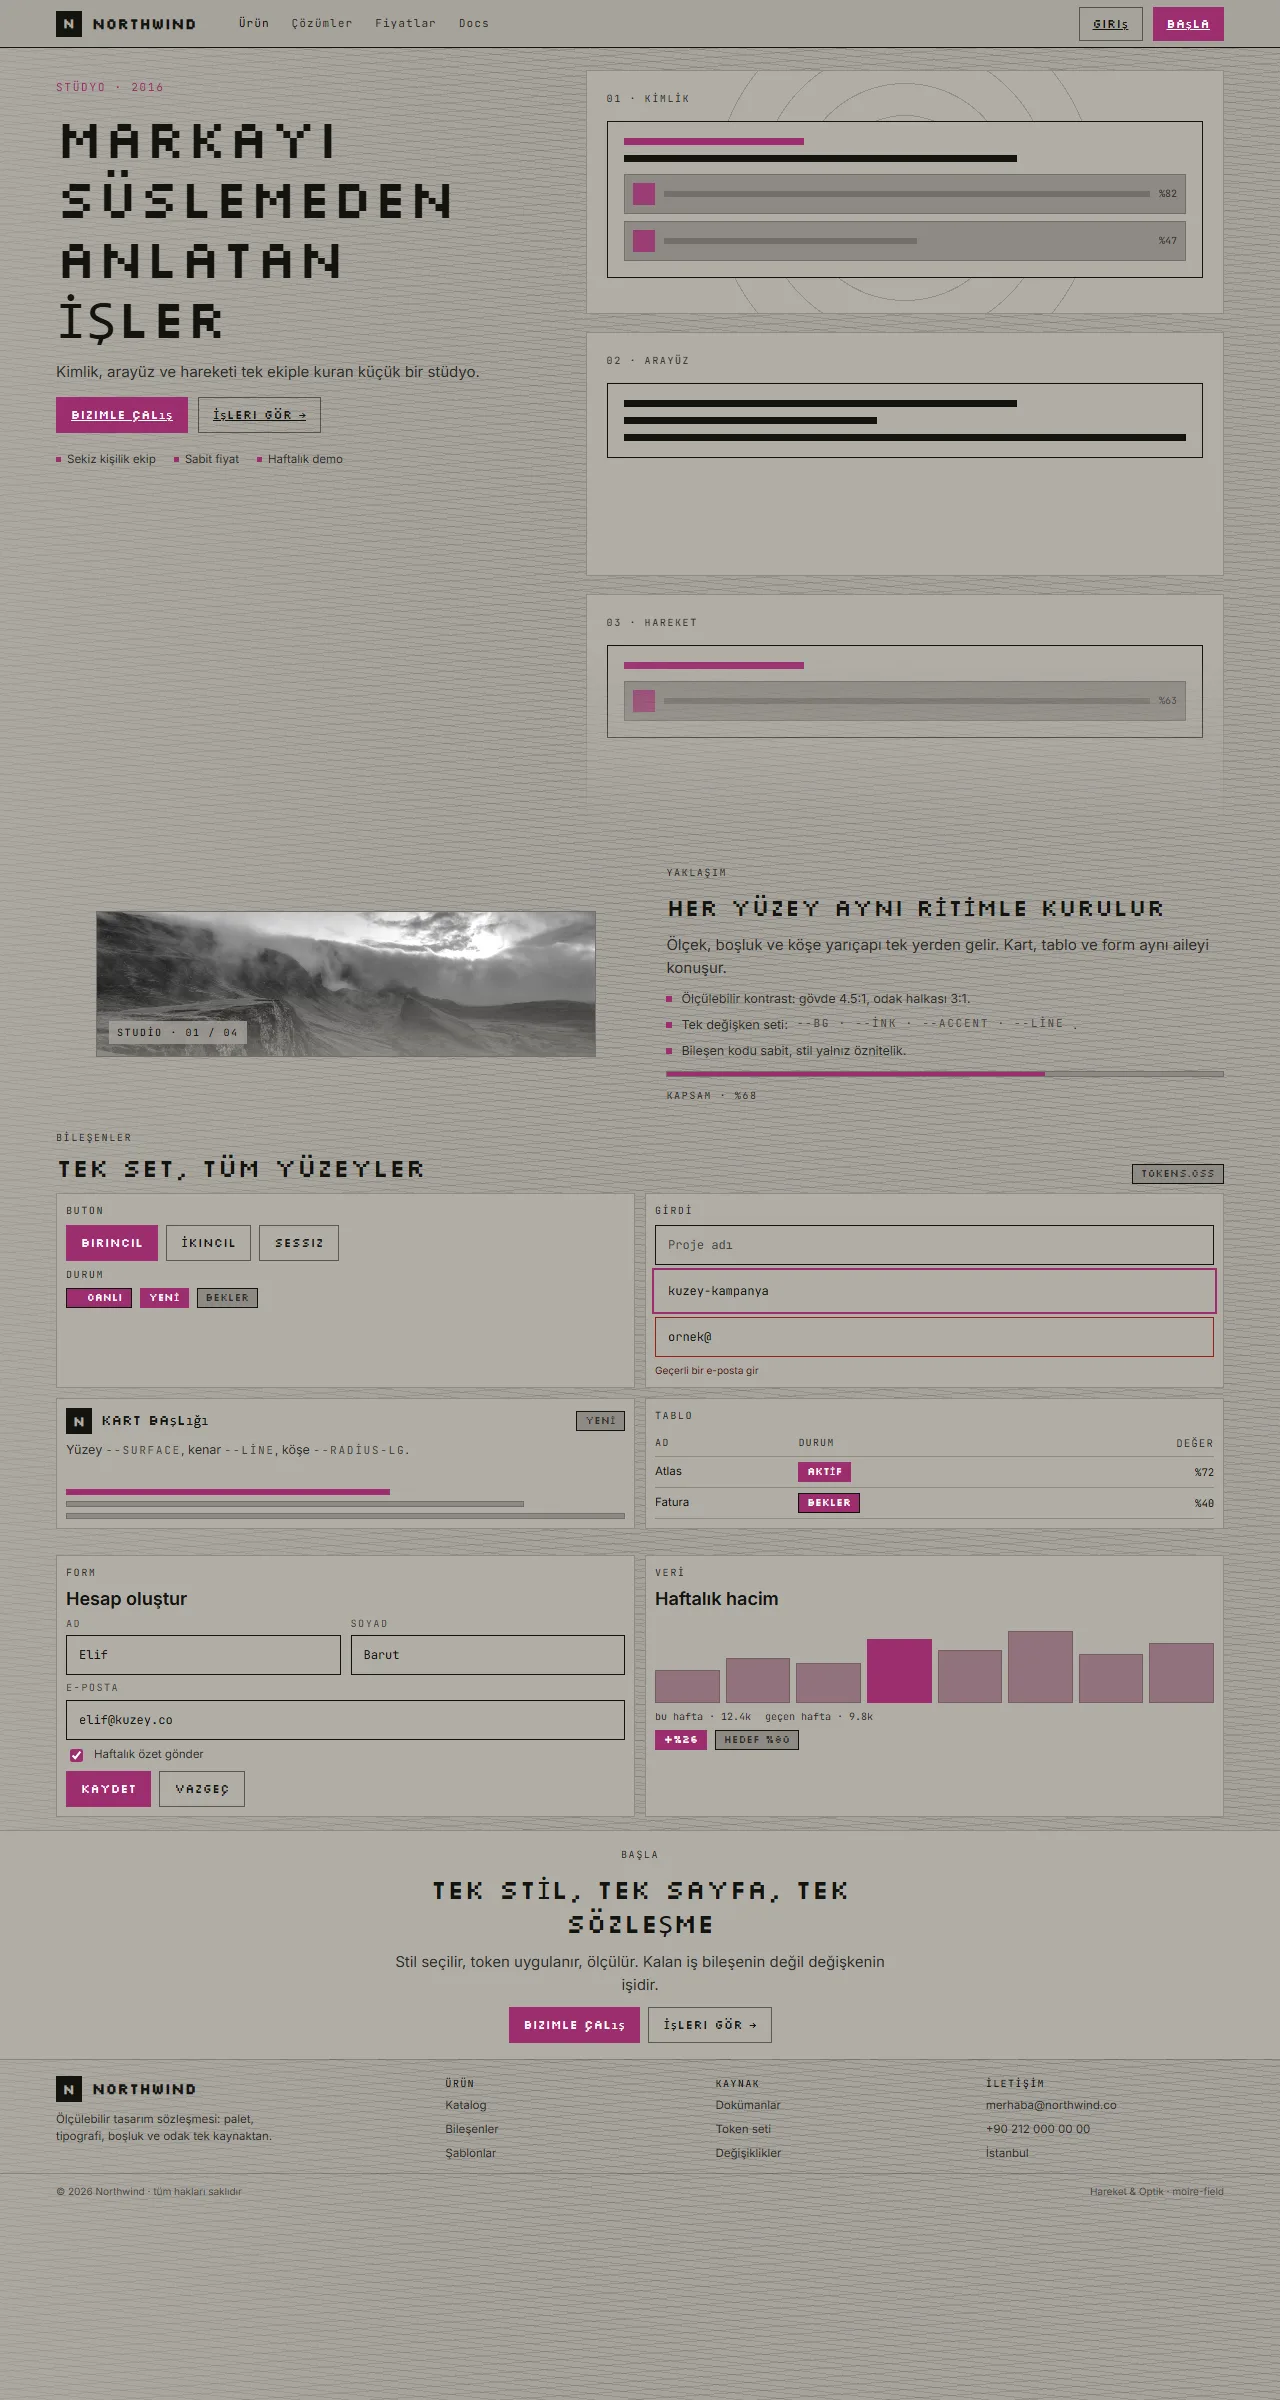 N NORTHWIND Ürün Çözümler Fiyatlar Docs GIRIŞ BAŞLA
STÜDYO · 2016
MARKAYI
SÜSLEMEDEN
ANLATAN
İŞLER
Kimlik, arayüz ve hareketi tek ekiple kuran küçük bir stüdyo.
BIZIMLE ÇALIŞ İŞLERI GÖR →
Sekiz kişilik ekip Sabit fiyat Haftalık demo
01 · KİMLİK
%82
%47
02 · ARAYÜZ
03 · HAREKET
%63
STUDİO · 01 / 04
YAKLAŞIM
HER YÜZEY AYNI RİTİMLE KURULUR
Ölçek, boşluk ve köşe yarıçapı tek yerden gelir. Kart, tablo ve form aynı aileyi
konuşur.
Ölçülebilir kontrast: gövde 4.5:1, odak halkası 3:1.
Tek değişken seti: --BG · --İNK · --ACCENT · --LİNE .
Bileşen kodu sabit, stil yalnız öznitelik.
KAPSAM · %68
BİLEŞENLER
TEK SET, TÜM YÜZEYLER
TOKENS.CSS
BUTON
BIRINCIL İKINCIL SESSIZ
DURUM
CANLI YENİ BEKLER
GİRDİ
Proje adı
kuzey-kampanya
ornek@
Geçerli bir e-posta gir
N KART BAŞLIĞI YENİ
Yüzey --SURFACE, kenar --LİNE, köşe --RADİUS-LG.
TABLO
AD DURUM DEĞER
Atlas AKTİF %72
Fatura BEKLER %40
FORM
Hesap oluştur
AD SOYAD
Elif Barut
E-POSTA
elif@kuzey.co
Haftalık özet gönder
KAYDET VAZGEÇ
VERİ
Haftalık hacim
bu hafta · 12.4k geçen hafta · 9.8k
+%26 HEDEF %80
BAŞLA
TEK STİL, TEK SAYFA, TEK
SÖZLEŞME
Stil seçilir, token uygulanır, ölçülür. Kalan iş bileşenin değil değişkenin
işidir.
BIZIMLE ÇALIŞ İŞLERI GÖR →
N NORTHWIND
Ölçülebilir tasarım sözleşmesi: palet,
tipografi, boşluk ve odak tek kaynaktan.
ÜRÜN
Katalog
Bileşenler
Şablonlar
KAYNAK
Dokümanlar
Token seti
Değişiklikler
İLETİŞİM
merhaba@northwind.co
+90 212 000 00 00
İstanbul
© 2026 Northwind · tüm hakları saklıdır
Hareket & Optik · moire-field